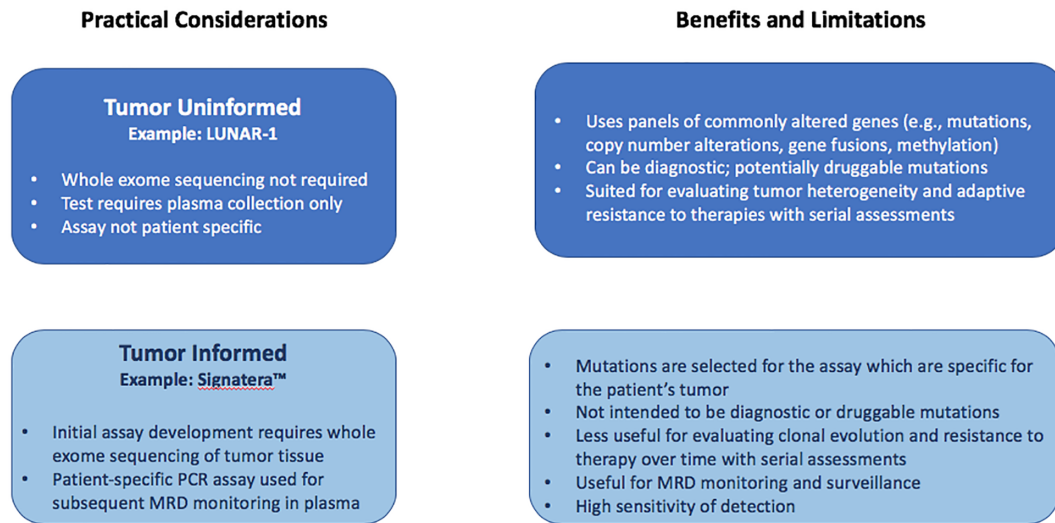 Practical Considerations
Benefits and Limitations
Tumor Uninformed
Example: LUNAR-1
• Whole exome sequencing not required
• Test requires plasma collection only
• Assay not patient specific
• Uses panels of commonly altered genes (e.g., mutations,
copy number alterations, gene fusions, methylation)
• Can be diagnostic; potentially druggable mutations
• Suited for evaluating tumor heterogeneity and adaptive
resistance to therapies with serial assessments
Tumor Informed
Example: Signatera™
• Initial assay development requires whole
exome sequencing of tumor tissue
• Patient-specific PCR assay used for
subsequent MRD monitoring in plasma
• Mutations are selected for the assay which are specific for
the patient's tumor
• Not intended to be diagnostic or druggable mutations
• Less useful for evaluating clonal evolution and resistance to
therapy over time with serial assessments
• Useful for MRD monitoring and surveillance
• High sensitivity of detection